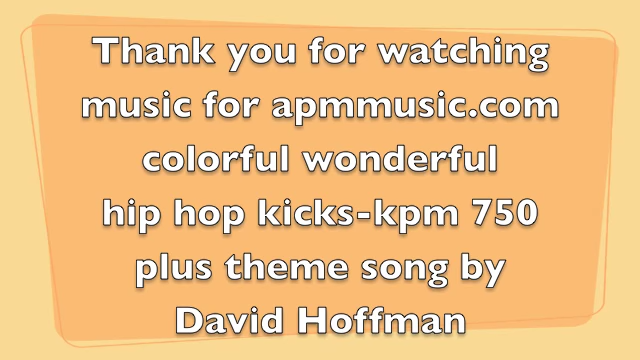 Thank you for watching
music for apmmusic.com
colorful wonderful
hip hop kicks-kpm 750
plus theme song by
David Hoffman